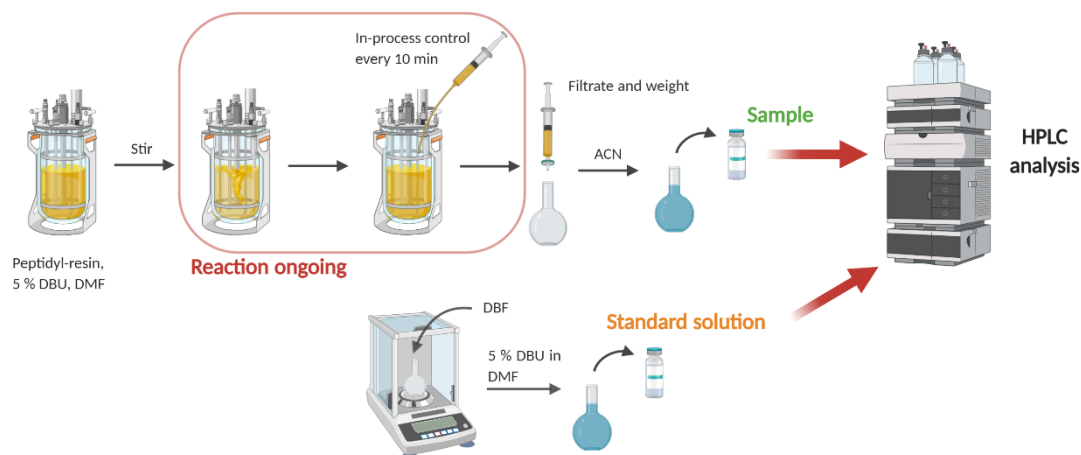 In-process control
every 10 min
Filtrate and weight
Sample
HPLC
analysis
Stir
ACN
Peptidyl-resin,
5 % DBU, DMF
Reaction ongoing
DBF
Standard solution
5 % DBU in
DMF